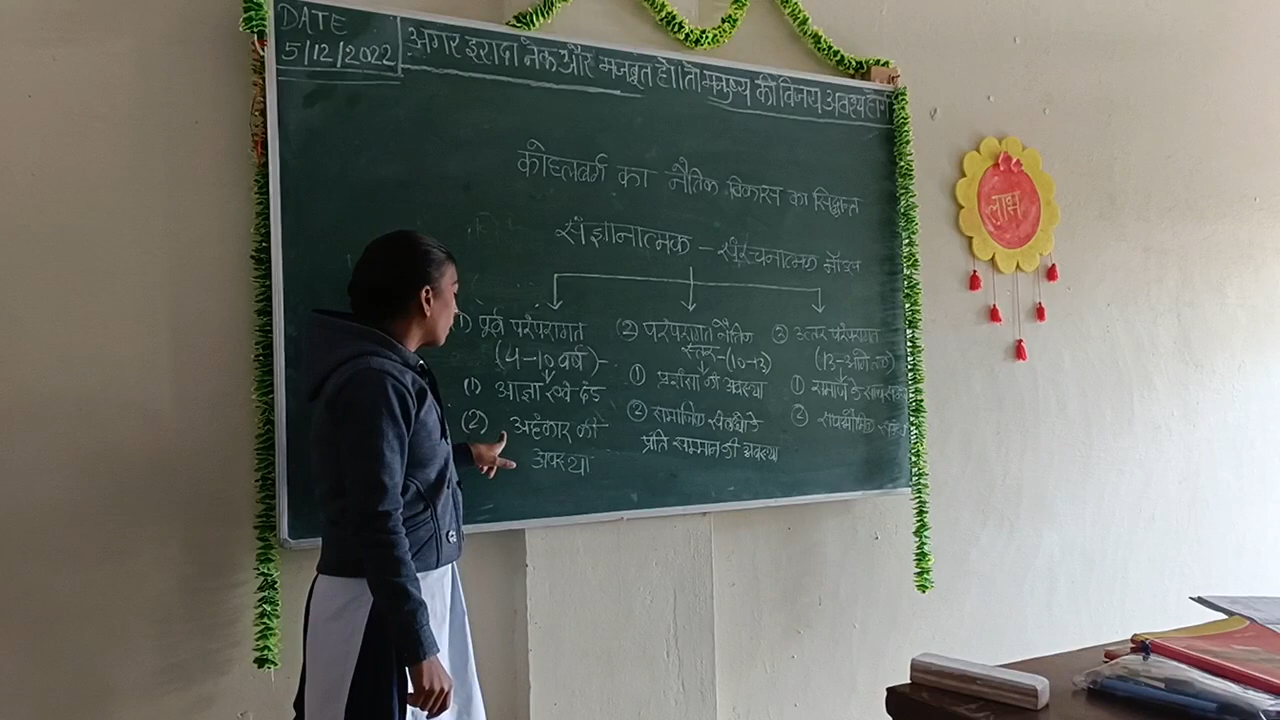 DATE
5/12/2022
अगर इरादा नेक और मजबूत हो। तो मनुष्य की विजय अवश्य होगी
कोहलबर्ग का नैतिक विकास का सिद्धान्त
संज्ञानात्मक - संरचनात्मक मॉडल
1) पूर्व परंपरागत
(4-10 वर्ष) -
(1) आज्ञा एवं दंड
(2) अहंकार की
अवस्था
(2) परंपरागत नैतिक
स्तर - (10-13)
(1) प्रशंसा की अवस्था
(2) सामाजिक
प्रति सम्मान की अवस्था
(3) उत्तर परंपरागत
(13-
(1) समाज के साथ
(2)
लाभ